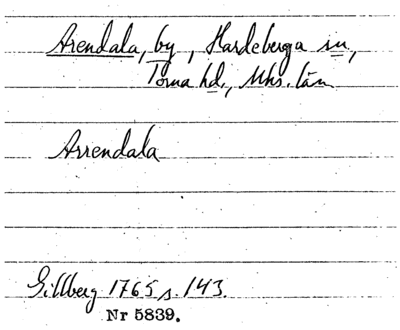 Arendala, by, Hardeberga sn,
Torna hd., Mhs. län
Arrendala
Gillberg 1765 s. 143.
Nr 5839.